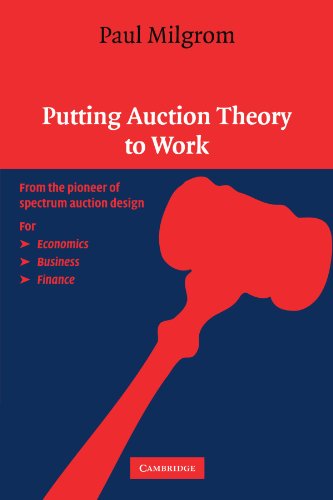 Paul Milgrom
Putting Auction Theory
to Work
From the pioneer of
spectrum auction design
For
➤ Economics
➤ Business
➤ Finance
CAMBRIDGE